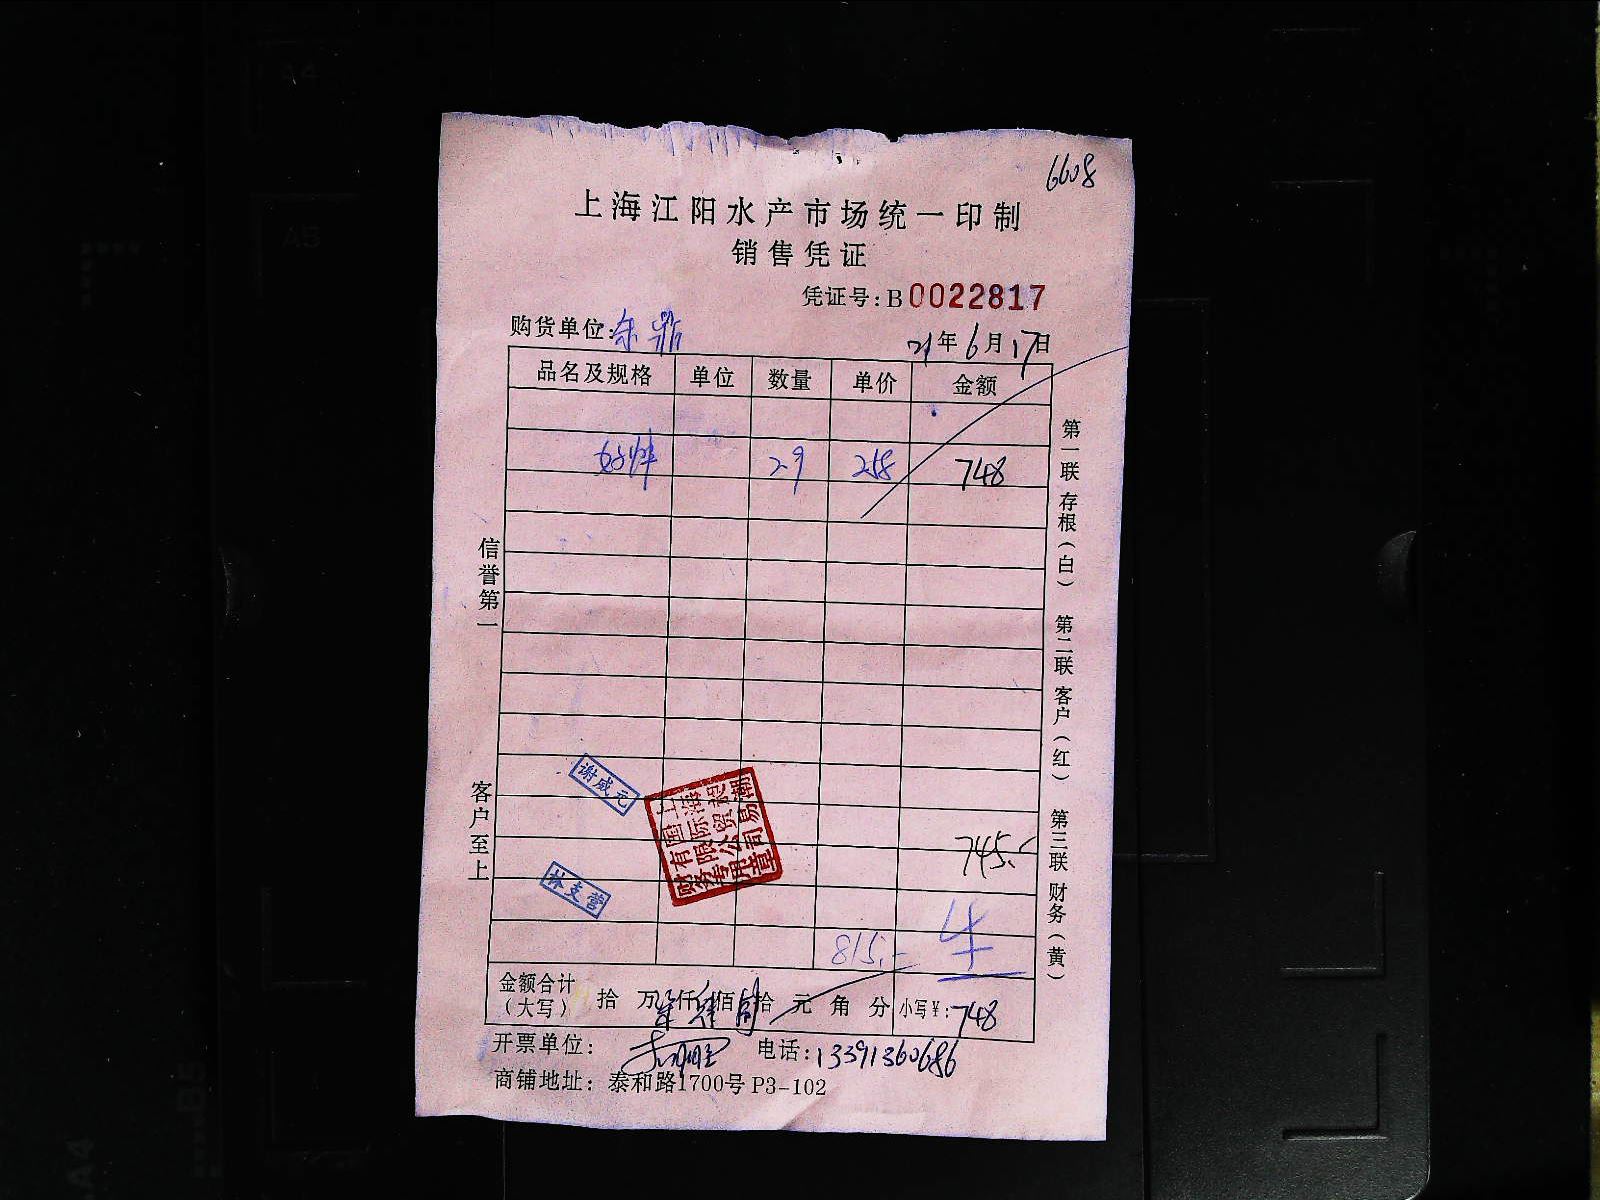 6608
上海江阳水产市场统一印制
销售凭证
凭证号:B0022817
购货单位:
21年6月17日
品名及规格 单位 数量 单价 金额
29 258 748
信誉第一
客户至上
第一联 存根(白) 第二联 客户(红) 第三联 财务(黄)
谢威元
745.
林支营
815.-
金额合计
(大写) 拾 万 仟 佰 拾 元 角 分 小写¥:748
开票单位: 电话:13391360686
商铺地址:泰和路1700号P3-102